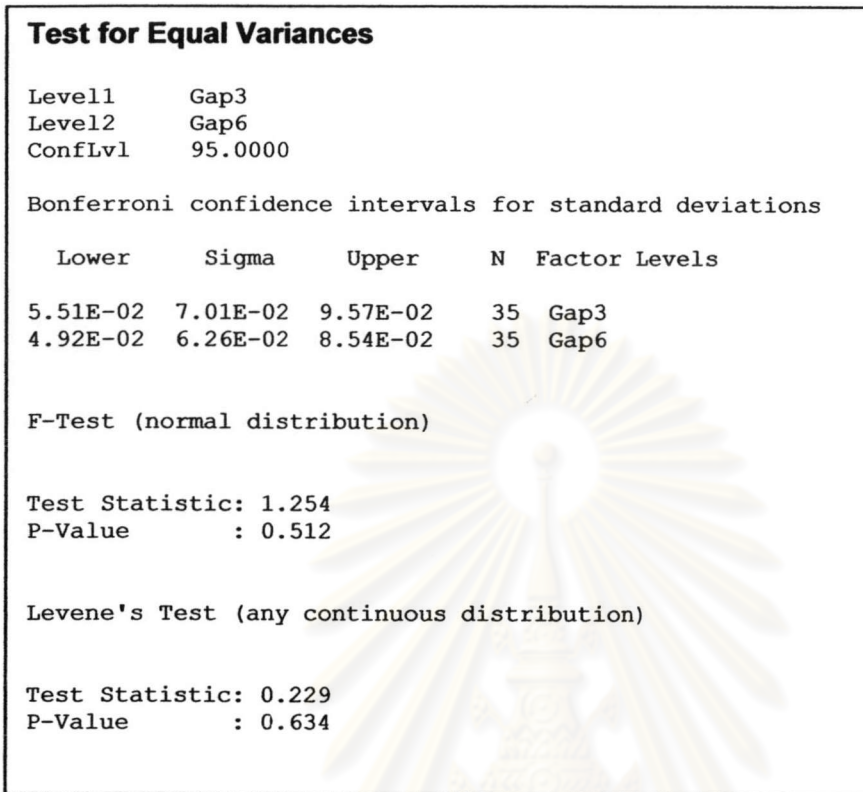 Test for Equal Variances
Level1 Gap3
Level2 Gap6
ConfLvl 95.0000
Bonferroni confidence intervals for standard deviations
Lower Sigma Upper N Factor Levels
5.51E-02 7.01E-02 9.57E-02 35 Gap3
4.92E-02 6.26E-02 8.54E-02 35 Gap6
F-Test (normal distribution)
Test Statistic: 1.254
P-Value : 0.512
Levene's Test (any continuous distribution)
Test Statistic: 0.229
P-Value : 0.634